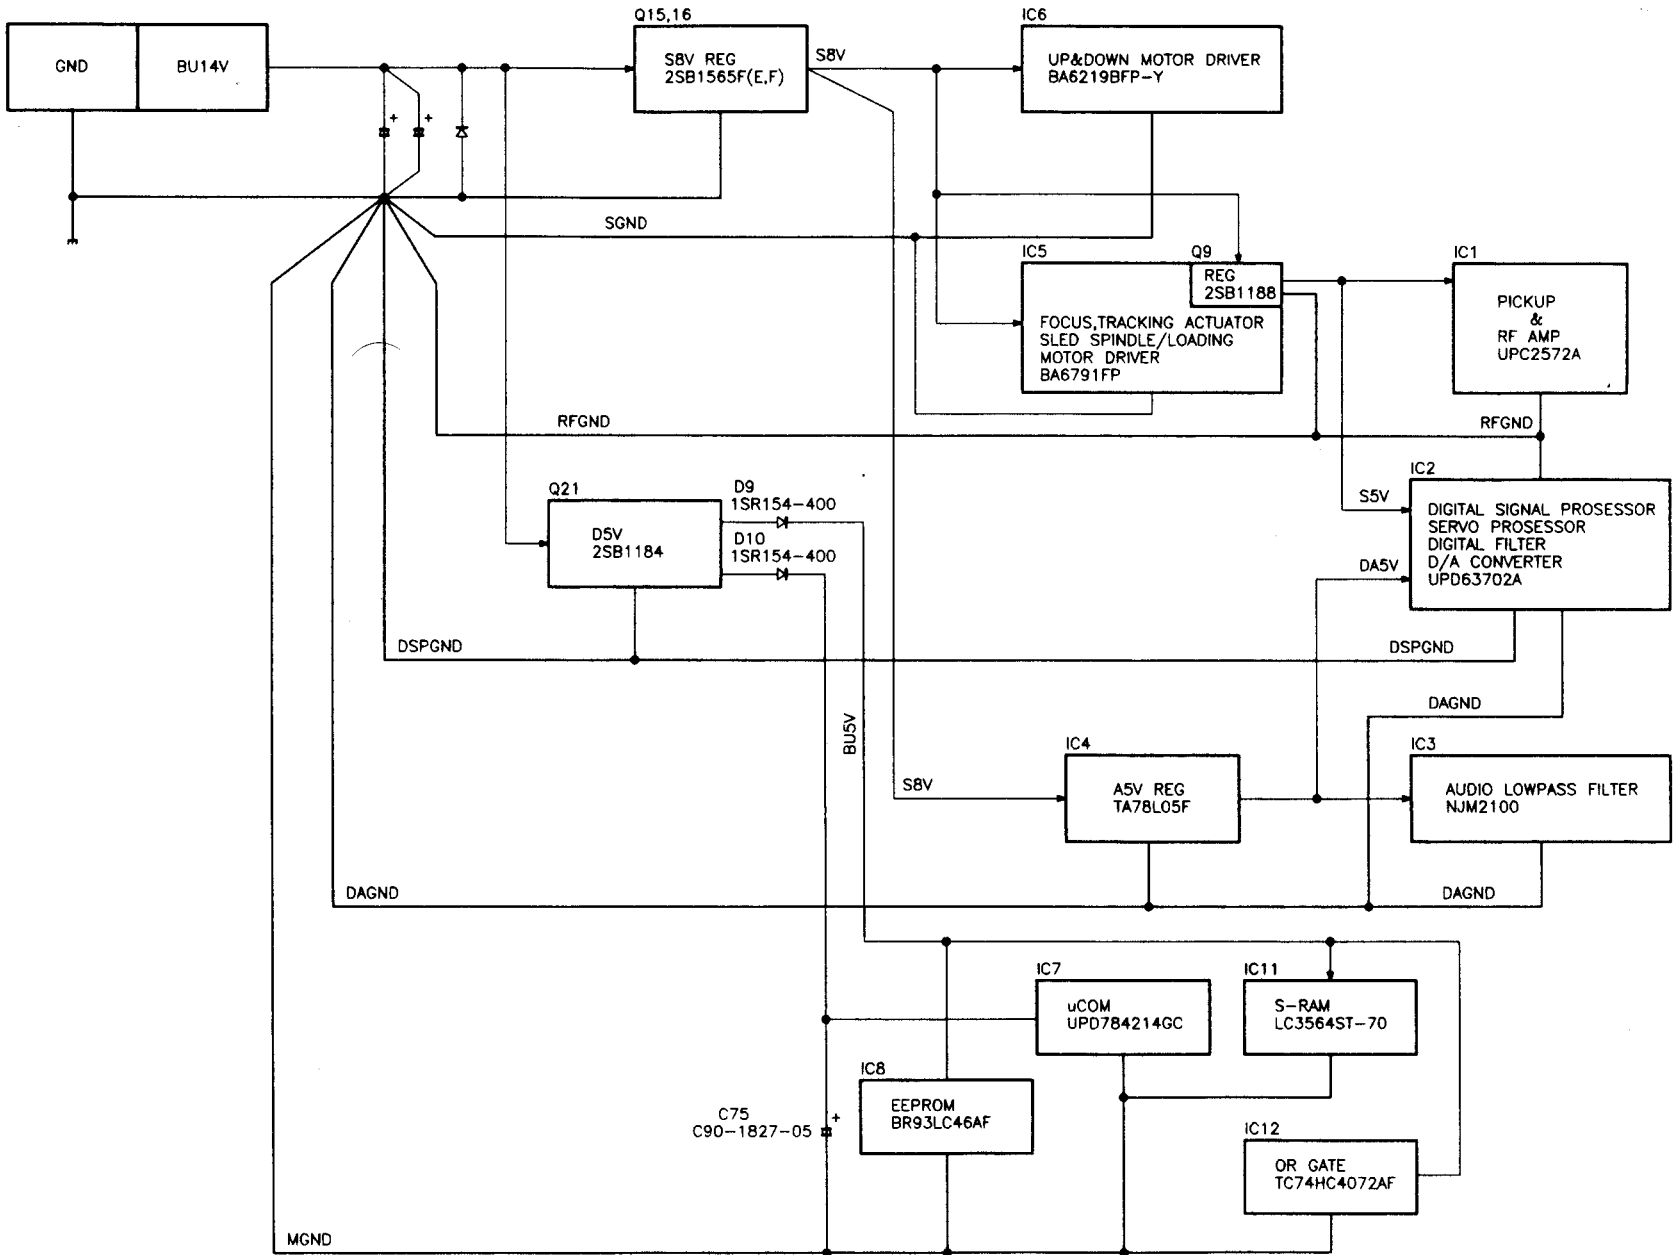 Q15,16
IC6
GND
BU14V
S8V REG
2SB1565F(E,F)
S8V
UP&DOWN MOTOR DRIVER
BA6219BFP-Y
+
+
SGND
IC5
Q9
IC1
REG
2SB1188
FOCUS,TRACKING ACTUATOR
SLED SPINDLE/LOADING
MOTOR DRIVER
BA6791FP
PICKUP
&
RF AMP
UPC2572A
RFGND
RFGND
IC2
Q21
D9
1SR154-400
D5V
2SB1184
D10
1SR154-400
S5V
DIGITAL SIGNAL PROSESSOR
SERVO PROSESSOR
DIGITAL FILTER
D/A CONVERTER
UPD63702A
DA5V
DSPGND
DSPGND
DAGND
BU5V
IC4
IC3
S8V
A5V REG
TA78L05F
AUDIO LOWPASS FILTER
NJM2100
DAGND
DAGND
IC7
IC11
uCOM
UPD784214GC
S-RAM
LC3564ST-70
IC8
EEPROM
BR93LC46AF
C75
C90-1827-05
+
IC12
OR GATE
TC74HC4072AF
MGND